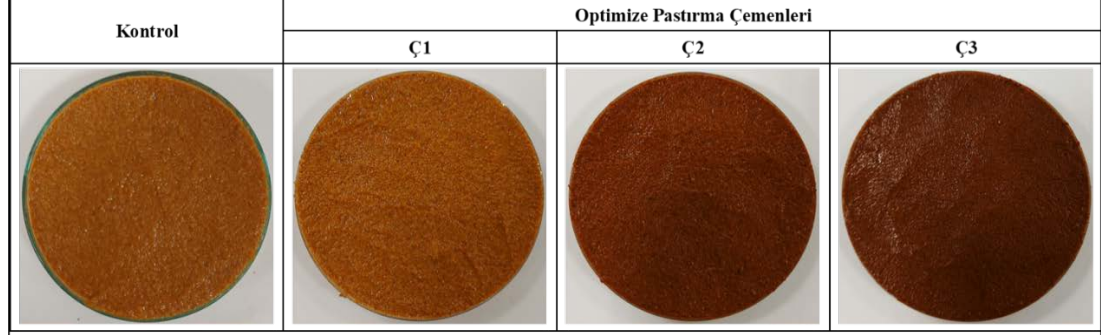 Kontrol
Optimize Pastırma Çemenleri
Ç1
Ç2
Ç3